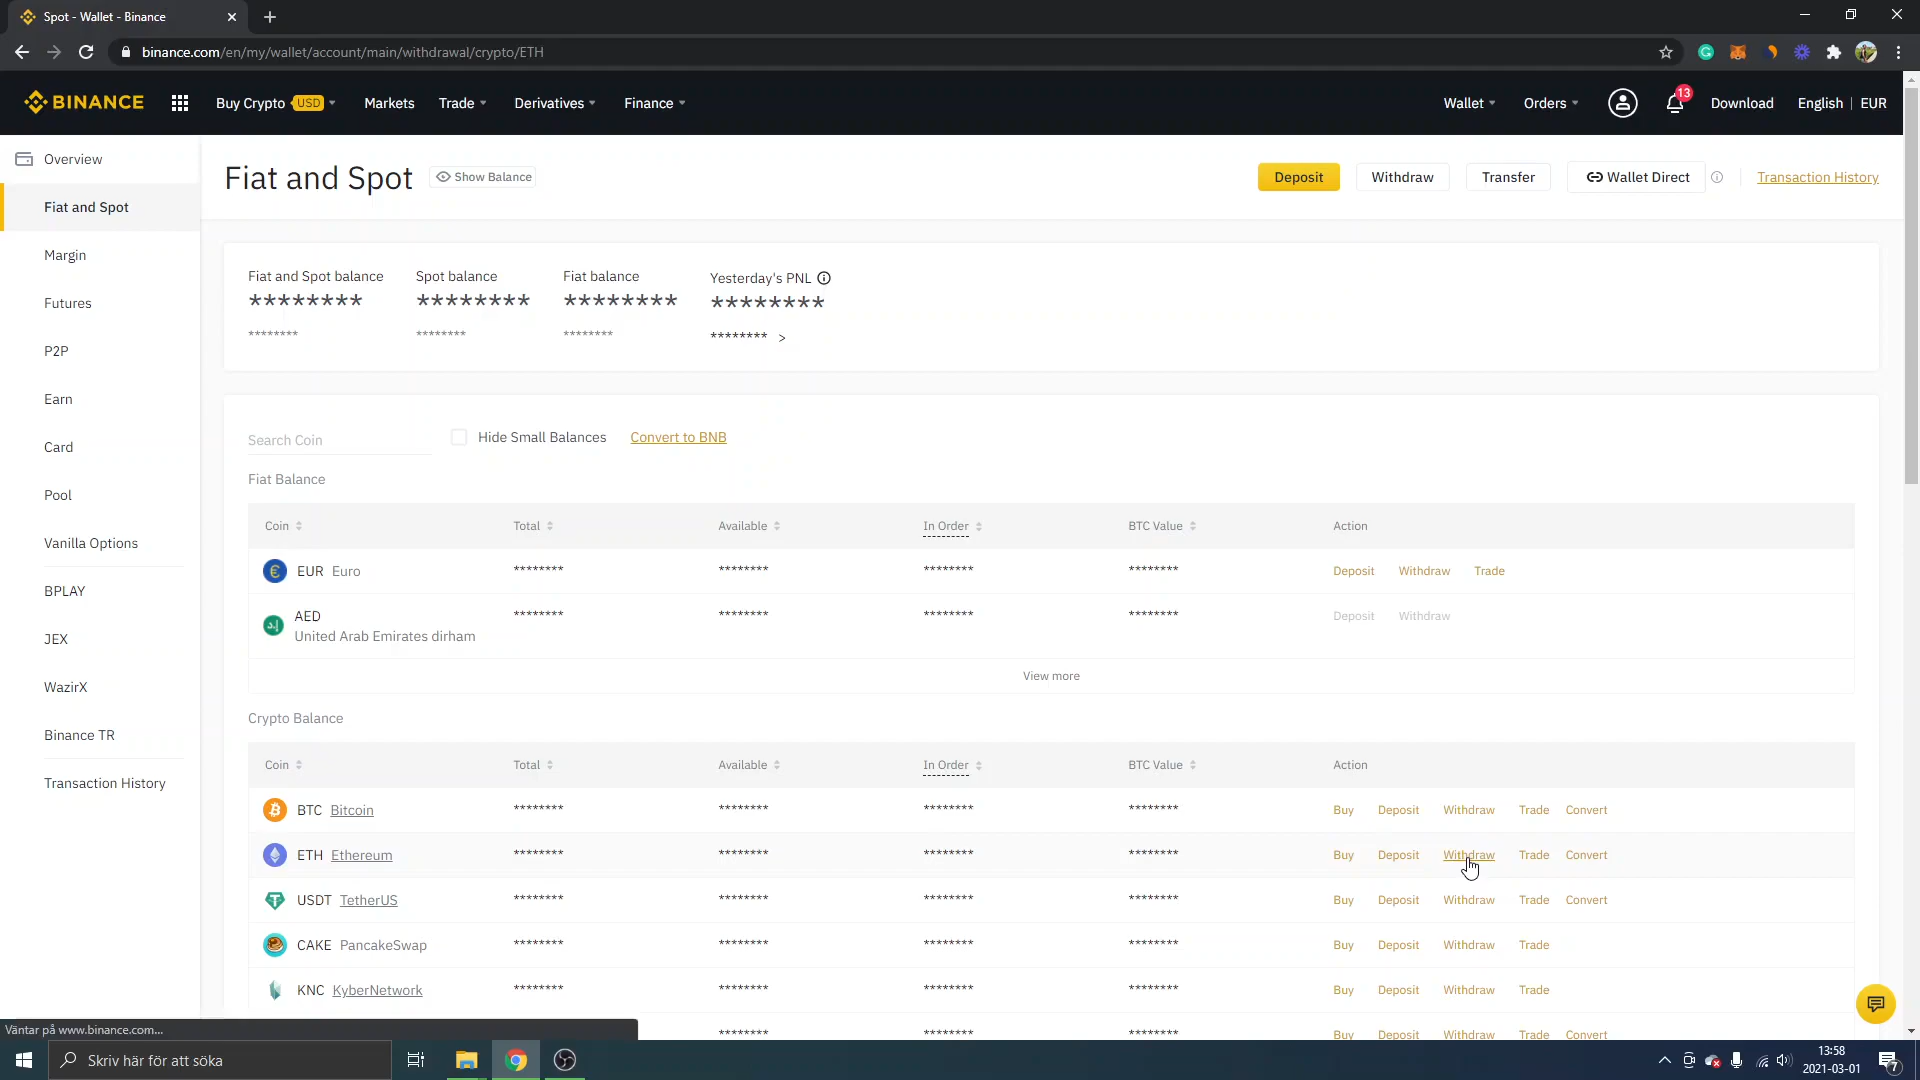 Spot - Wallet - Binance
binance.com/en/my/wallet/account/main/withdrawal/crypto/ETH
BINANCE Buy Crypto USD Markets Trade Derivatives Finance Wallet Orders 13 Download English | EUR
Overview
Fiat and Spot
Margin
Futures
P2P
Earn
Card
Pool
Vanilla Options
BPLAY
JEX
WazirX
Binance TR
Transaction History
Fiat and Spot Show Balance Deposit Withdraw Transfer Wallet Direct Transaction History
Fiat and Spot balance Spot balance Fiat balance Yesterday's PNL
******** ******** ******** ********
******** ******** ******** ******** >
Search Coin Hide Small Balances Convert to BNB
Fiat Balance
Coin Total Available In Order BTC Value Action
EUR Euro ******** ******** ******** ******** Deposit Withdraw Trade
AED ******** ******** ******** ******** Deposit Withdraw
United Arab Emirates dirham
View more
Crypto Balance
Coin Total Available In Order BTC Value Action
BTC Bitcoin ******** ******** ******** ******** Buy Deposit Withdraw Trade Convert
ETH Ethereum ******** ******** ******** ******** Buy Deposit Withdraw Trade Convert
USDT TetherUS ******** ******** ******** ******** Buy Deposit Withdraw Trade Convert
CAKE PancakeSwap ******** ******** ******** ******** Buy Deposit Withdraw Trade
KNC KyberNetwork ******** ******** ******** ******** Buy Deposit Withdraw Trade
******** ******** ******** Buy Deposit Withdraw Trade Convert
Väntar på www.binance.com...
Skriv här för att söka
13:58
2021-03-01
7